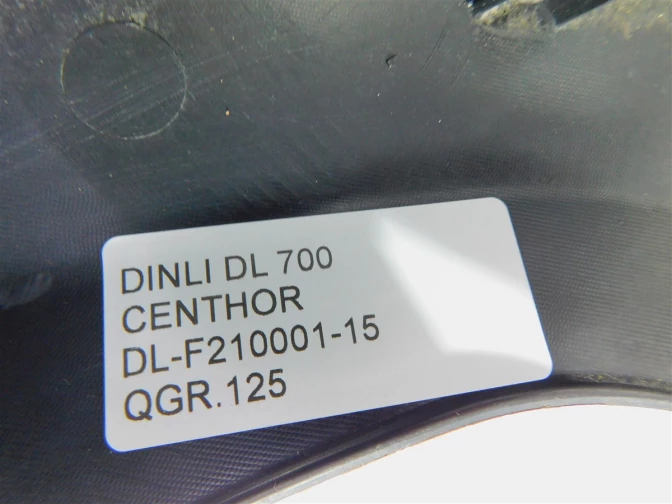 DINLI DL 700
CENTHOR
DL-F210001-15
QGR.125